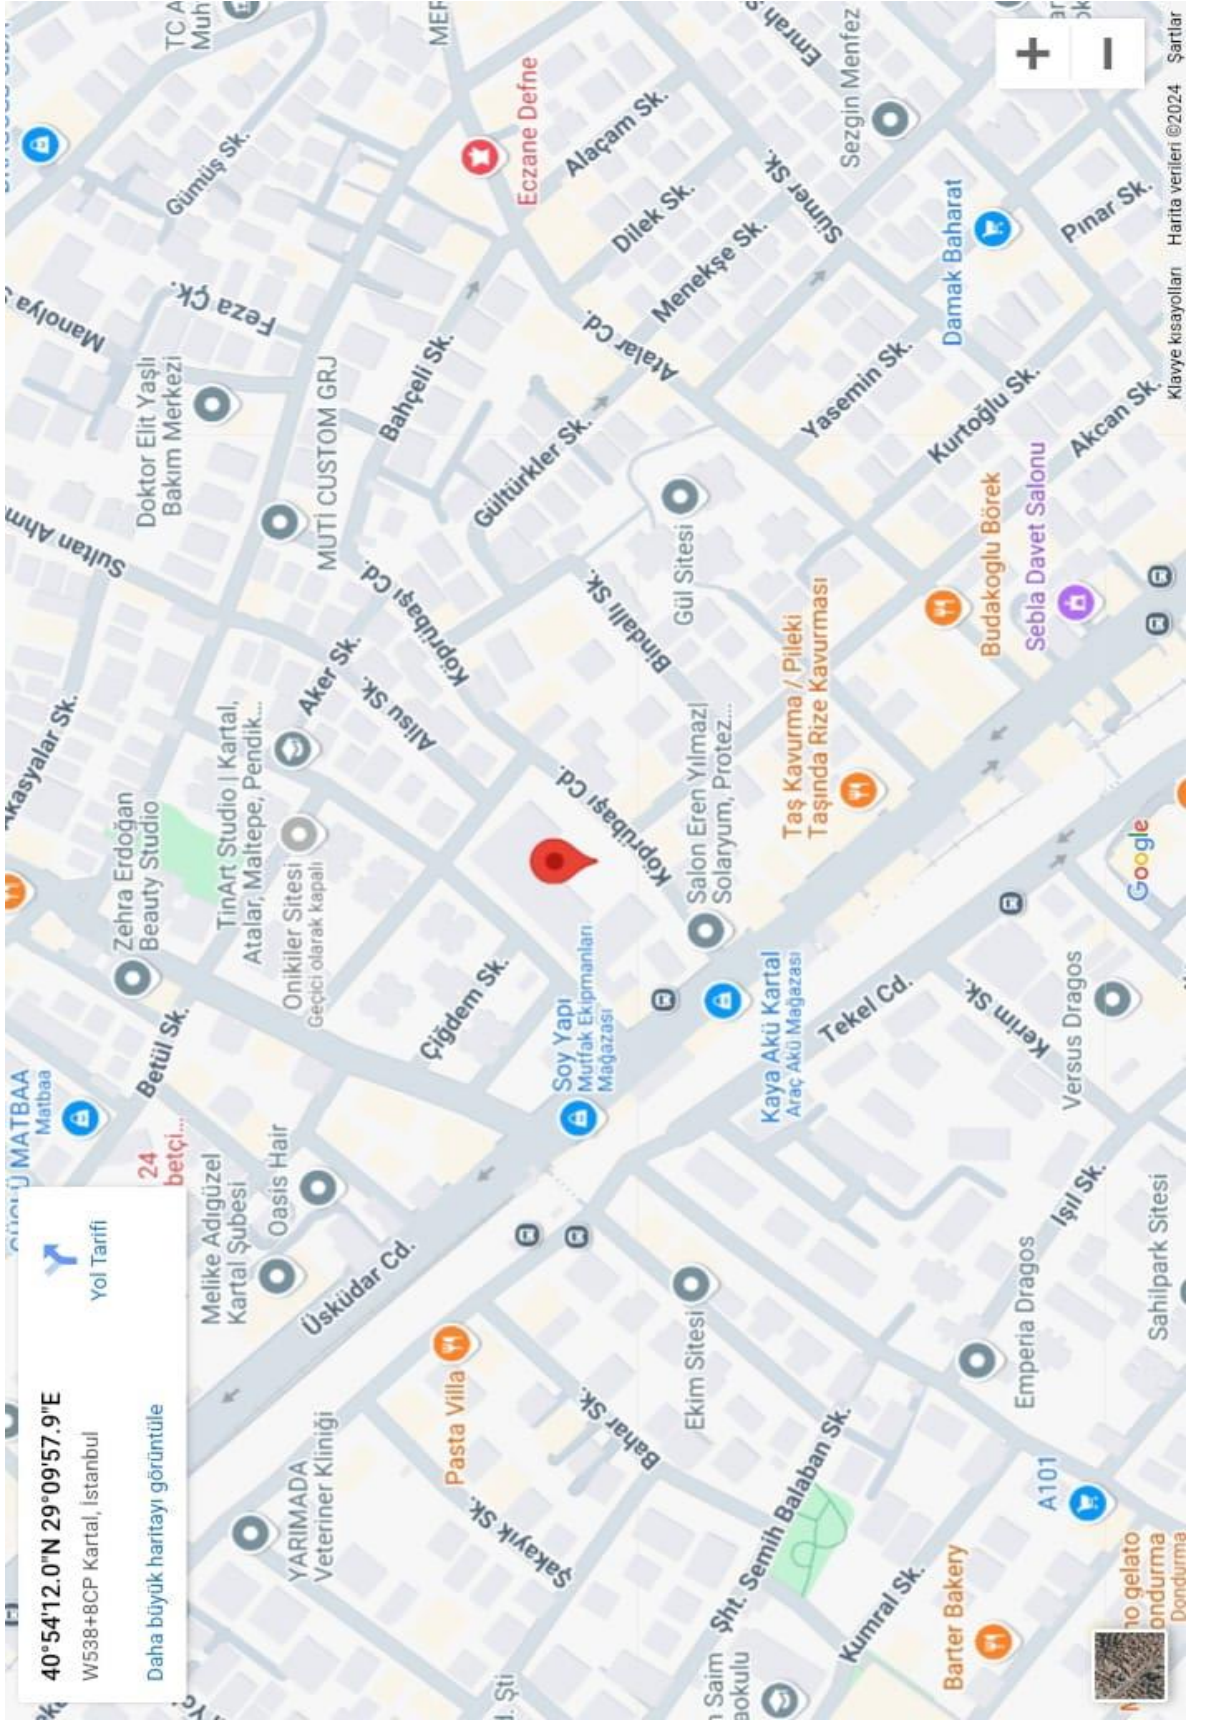 40°54'12.0"N 29°09'57.9"E
W538+8CP Kartal, İstanbul
Daha büyük haritayı görüntüle
Yol Tarifi
Matbaa
24
betçi...
Betül Sk.
Zehra Erdoğan
Beauty Studio
Akasyalar Sk.
Manolya
Gümüş Sk.
Feza Çk.
Doktor Elit Yaşlı
Bakım Merkezi
MUTİ CUSTOM GRJ
Bahçeli Sk.
Eczane Defne
Alaçam Sk.
Dilek Sk.
Menekşe Sk.
Sümer Sk.
Sezgin Menfez
Melike Adıgüzel
Kartal Şubesi
Oasis Hair
Üsküdar Cd.
TinArt Studio | Kartal,
Atalar, Maltepe, Pendik...
Onikiler Sitesi
Geçici olarak kapalı
Aker Sk.
Alisu Sk.
Köprübaşı Cd.
Gültürkler Sk.
Atalar Cd.
Çiğdem Sk.
YARIMADA
Veteriner Kliniği
Pasta Villa
Şakayık Sk.
Bahar Sk.
Soy Yapı
Mutfak Ekipmanları
Mağazası
Köprübaşı Cd.
Köprübaşı Cd.
Bindallı Sk.
Gül Sitesi
Salon Eren Yılmaz|
Solaryum, Protez...
Kaya Akü Kartal
Araç Akü Mağazası
Taş Kavurma / Pileki
Taşında Rize Kavurması
Yasemin Sk.
Damak Baharat
Kurtoğlu Sk.
Pınar Sk.
Akcan Sk.
Budakoglu Börek
Sebla Davet Salonu
Ekim Sitesi
Tekel Cd.
Kerim Sk.
Versus Dragos
Işıl Sk.
Emperia Dragos
Sahilpark Sitesi
Şht. Semih Balaban Sk.
Kumral Sk.
Barter Bakery
A101
Dondurma
Google
Klavye kısayolları Harita verileri ©2024 Şartlar